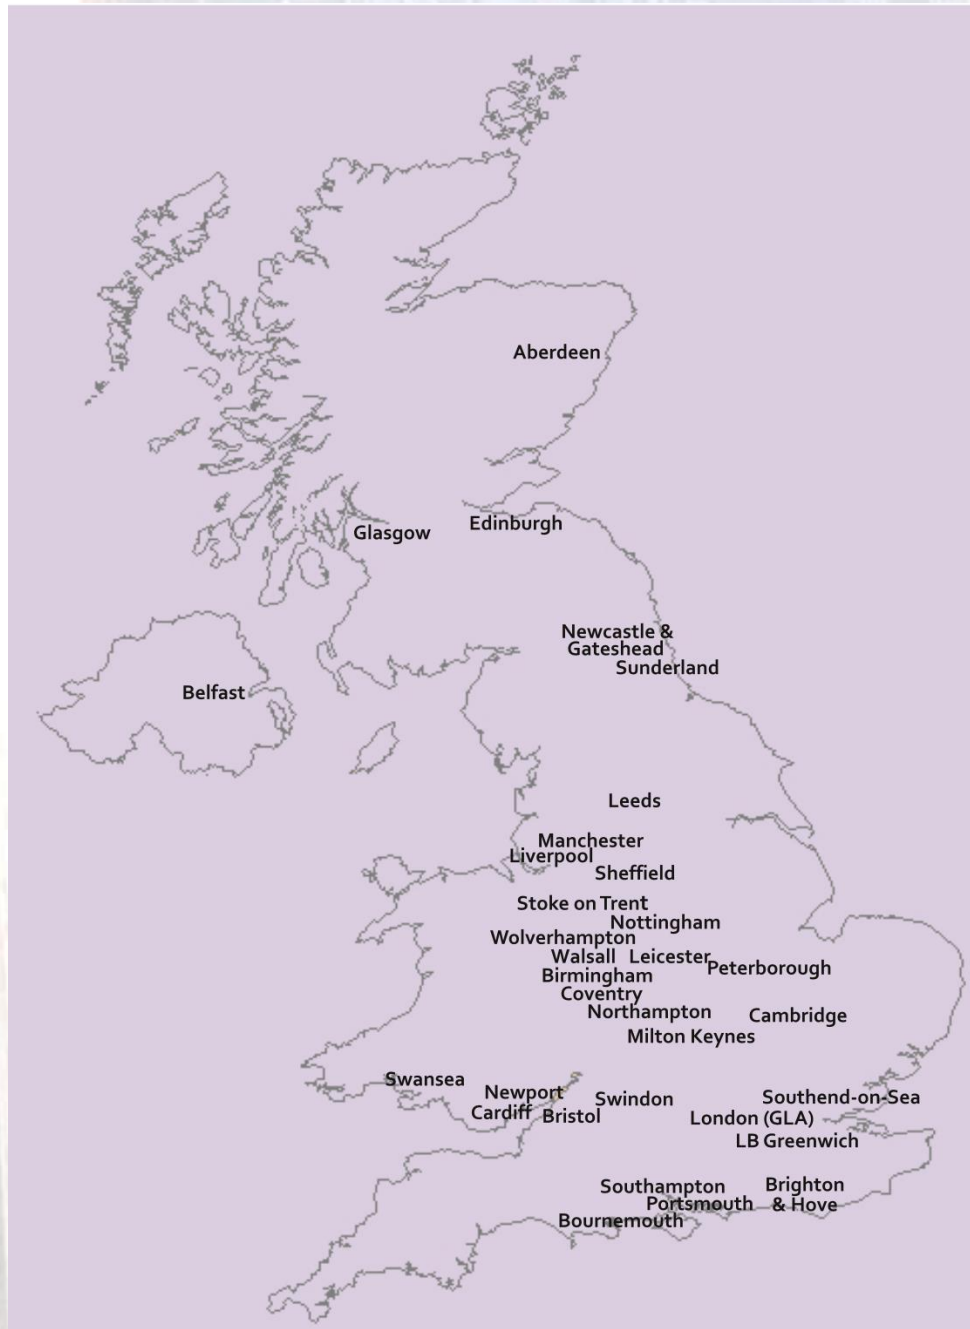 Aberdeen
Edinburgh
Glasgow
Newcastle &
Gateshead
Sunderland
Belfast
Leeds
Manchester
Liverpool
Sheffield
Stoke on Trent
Nottingham
Wolverhampton
Walsall
Leicester
Peterborough
Birmingham
Coventry
Northampton
Cambridge
Milton Keynes
Swansea
Newport
Swindon
Southend-on-Sea
Cardiff
Bristol
London (GLA)
LB Greenwich
Southampton
Brighton
& Hove
Portsmouth
Bournemouth